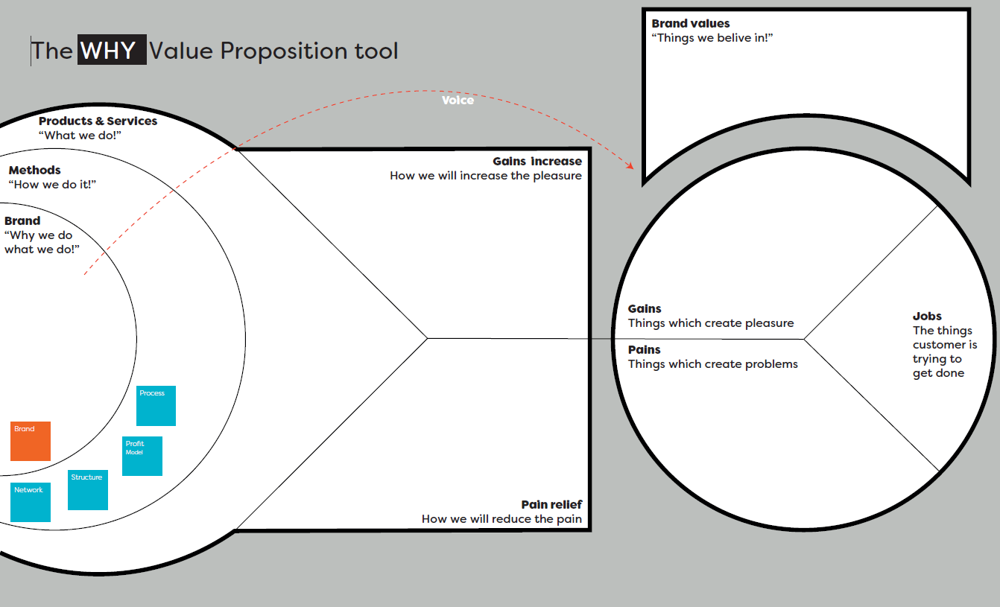 The WHY Value Proposition tool
Brand values
“Things we belive in!”
Voice
Products & Services
“What we do!”
Methods
“How we do it!”
Brand
“Why we do
what we do!”
Gains increase
How we will increase the pleasure
Gains
Things which create pleasure
Pains
Things which create problems
Jobs
The things
customer is
trying to
get done
Process
Brand
Profit
Model
Structure
Network
Pain relief
How we will reduce the pain